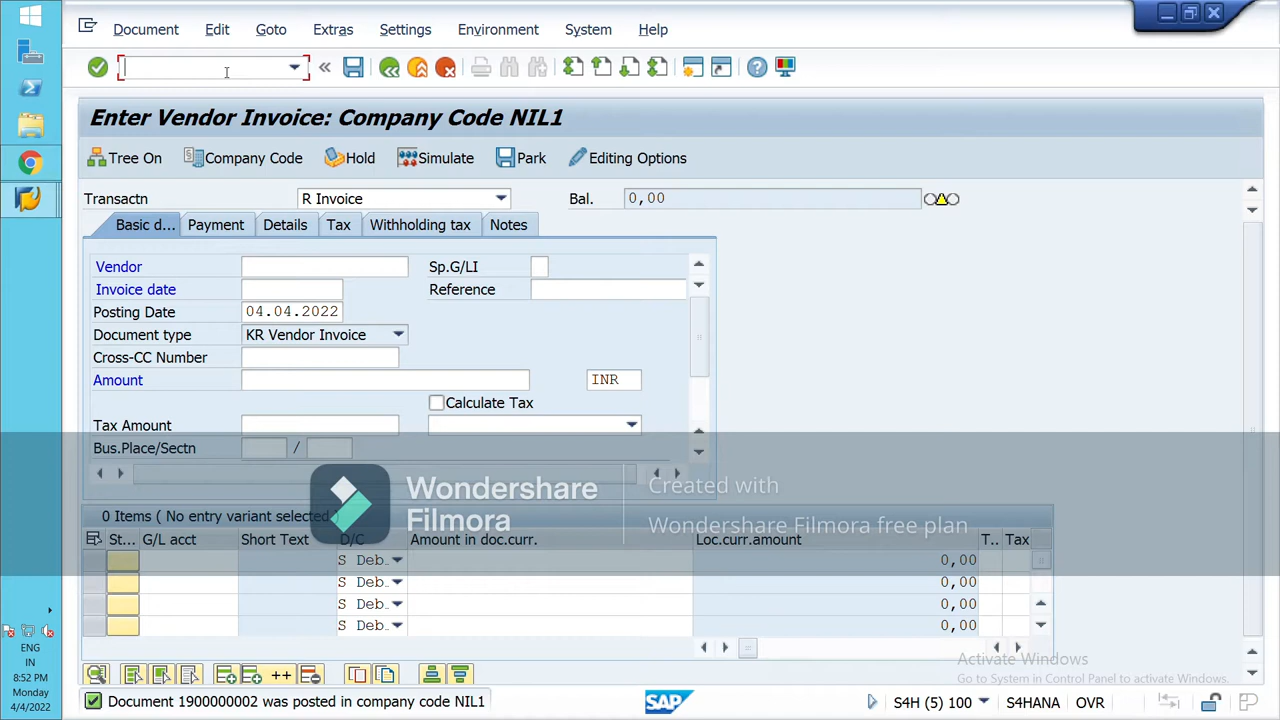 Document Edit Goto Extras Settings Environment System Help
Enter Vendor Invoice: Company Code NIL1
Tree On Company Code Hold Simulate Park Editing Options
Transactn R Invoice Bal. 0,00
Basic d... Payment Details Tax Withholding tax Notes
Vendor Sp.G/LI
Invoice date Reference
Posting Date 04.04.2022
Document type KR Vendor Invoice
Cross-CC Number
Amount INR
Calculate Tax
Tax Amount
Bus.Place/Sectn /
Wondershare Filmora
Created with
Wondershare Filmora free plan
0 Items ( No entry variant selected )
St... G/L acct Short Text D/C Amount in doc.curr. Loc.curr.amount T.. Tax
S Deb.. 0,00
S Deb.. 0,00
S Deb.. 0,00
S Deb.. 0,00
Activate Windows
Go to System in Control Panel to activate Windows.
Document 1900000002 was posted in company code NIL1
SAP
S4H (5) 100 S4HANA OVR
ENG
IN
8:52 PM
Monday
4/4/2022